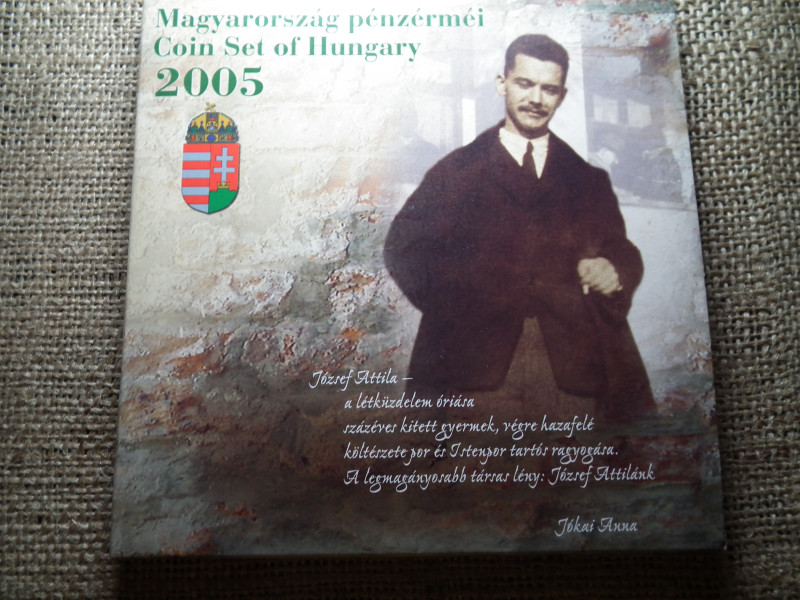 Magyarország pénzérméi
Coin Set of Hungary
2005
József Attila –
a létküzdelem óriása
százéves kitett gyermek, végre hazafelé
költészete por és Istenpor tartós ragyogása.
A legmagányosabb társas lény: József Attilánk
Jókai Anna